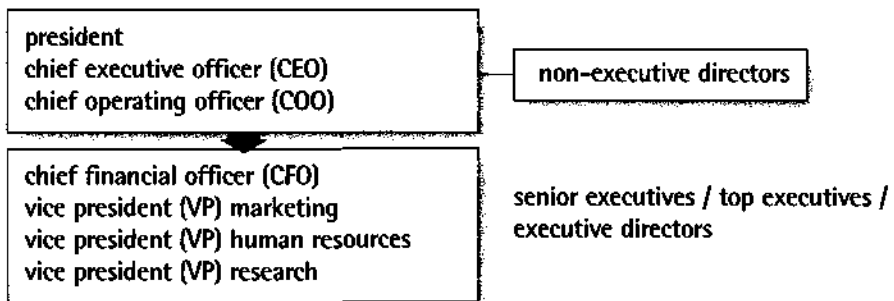 president
chief executive officer (CEO)
chief operating officer (COO)
non-executive directors
chief financial officer (CFO)
vice president (VP) marketing
vice president (VP) human resources
vice president (VP) research
senior executives / top executives /
executive directors